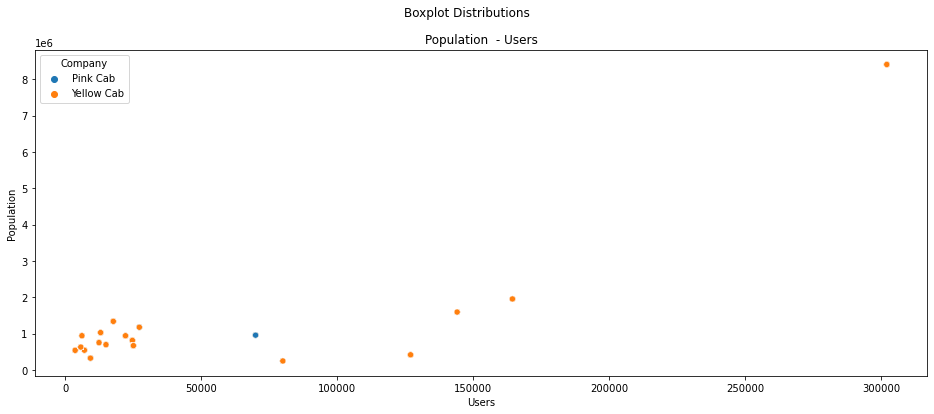 Boxplot Distributions
Population  - Users
1e6
Company
Pink Cab
Yellow Cab
8
7
6
5
4
3
2
1
0
Population
0 50000 100000 150000 200000 250000 300000
Users